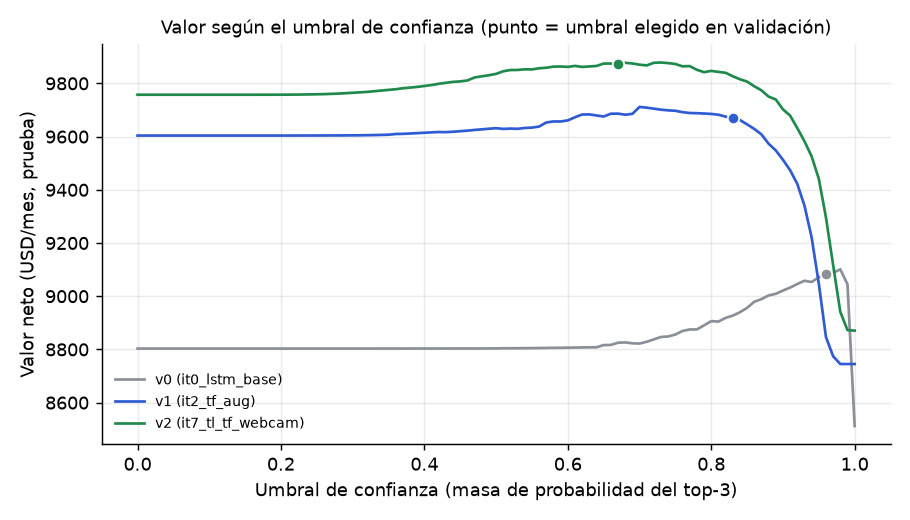 Valor según el umbral de confianza (punto = umbral elegido en validación)
Valor neto (USD/mes, prueba)
9800
9600
9400
9200
9000
8800
8600
v0 (it0_lstm_base)
v1 (it2_tf_aug)
v2 (it7_tl_tf_webcam)
0.0 0.2 0.4 0.6 0.8 1.0
Umbral de confianza (masa de probabilidad del top-3)